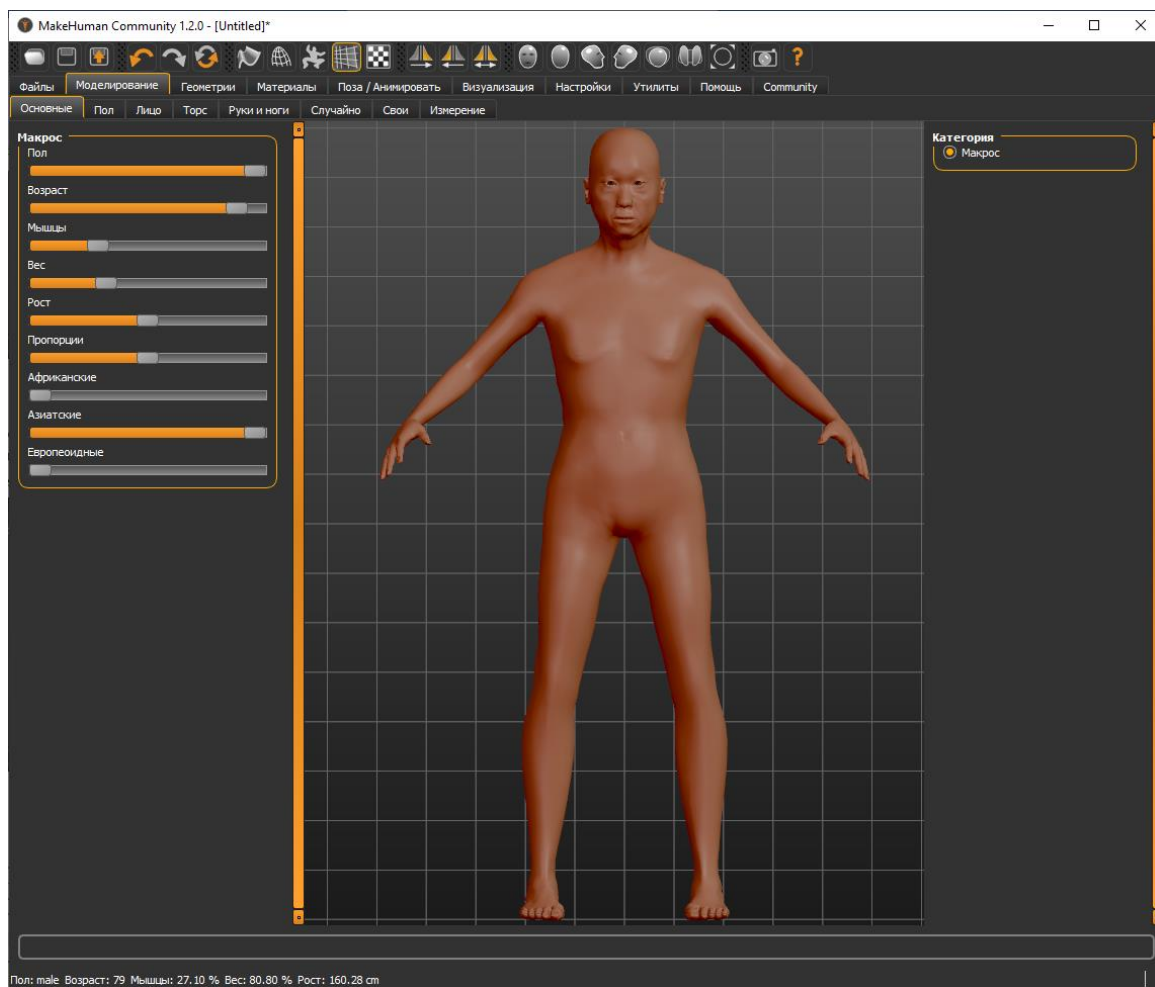 MakeHuman Community 1.2.0 - [Untitled]*
Файлы Моделирование Геометрии Материалы Поза / Анимировать Визуализация Настройки Утилиты Помощь Community
Основные Пол Лицо Торс Руки и ноги Случайно Свои Измерение
Макрос
Пол
Возраст
Мышцы
Вес
Рост
Пропорции
Африканские
Азиатские
Европеоидные
Категория
Макрос
Пол: male Возраст: 79 Мышцы: 27.10 % Вес: 80.80 % Рост: 160.28 cm